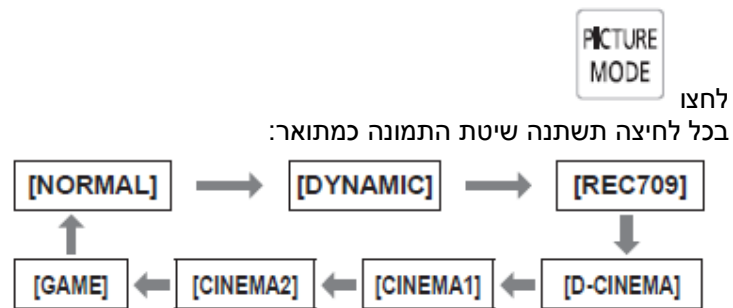 PICTURE
MODE
לחצו
בכל לחיצה תשתנה שיטת התמונה כמתואר:
[NORMAL] [DYNAMIC] [REC709]
[GAME] [CINEMA2] [CINEMA1] [D-CINEMA]